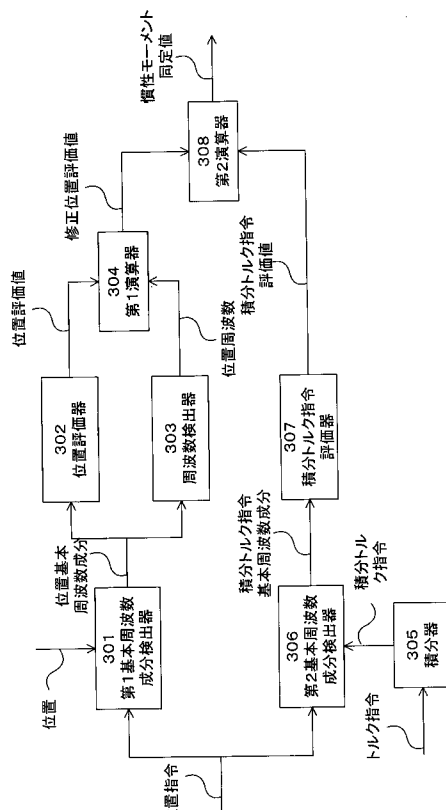 位置
301
第1基本周波数
成分検出器
位置基本
周波数成分
302
位置評価器
位置評価値
303
周波数検出器
位置周波数
304
第1演算器
修正位置評価値
308
第2演算器
慣性モーメント
同定値
置指令
306
第2基本周波数
成分検出器
積分トルク指令
基本周波数成分
307
積分トルク指令
評価器
積分トルク指令
評価値
積分トル
ク指令
305
積分器
トルク指令